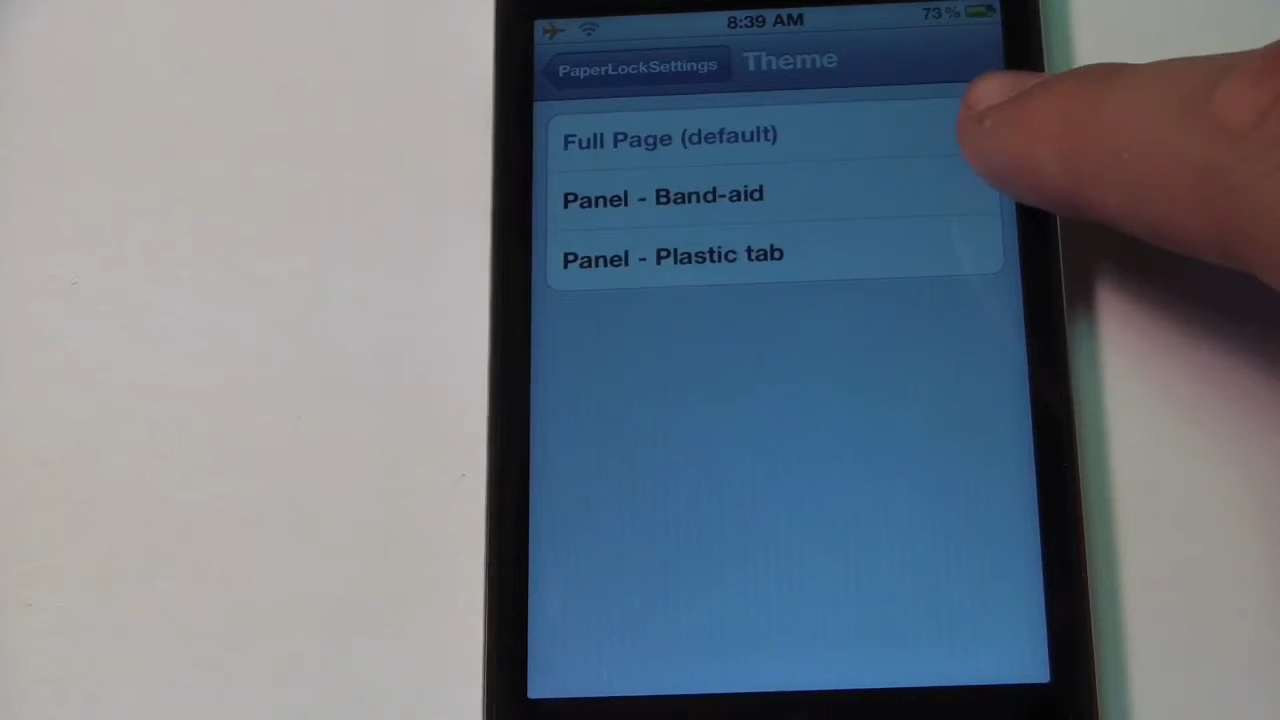 8:39 AM
73%
PaperLockSettings
Theme
Full Page (default)
Panel - Band-aid
Panel - Plastic tab